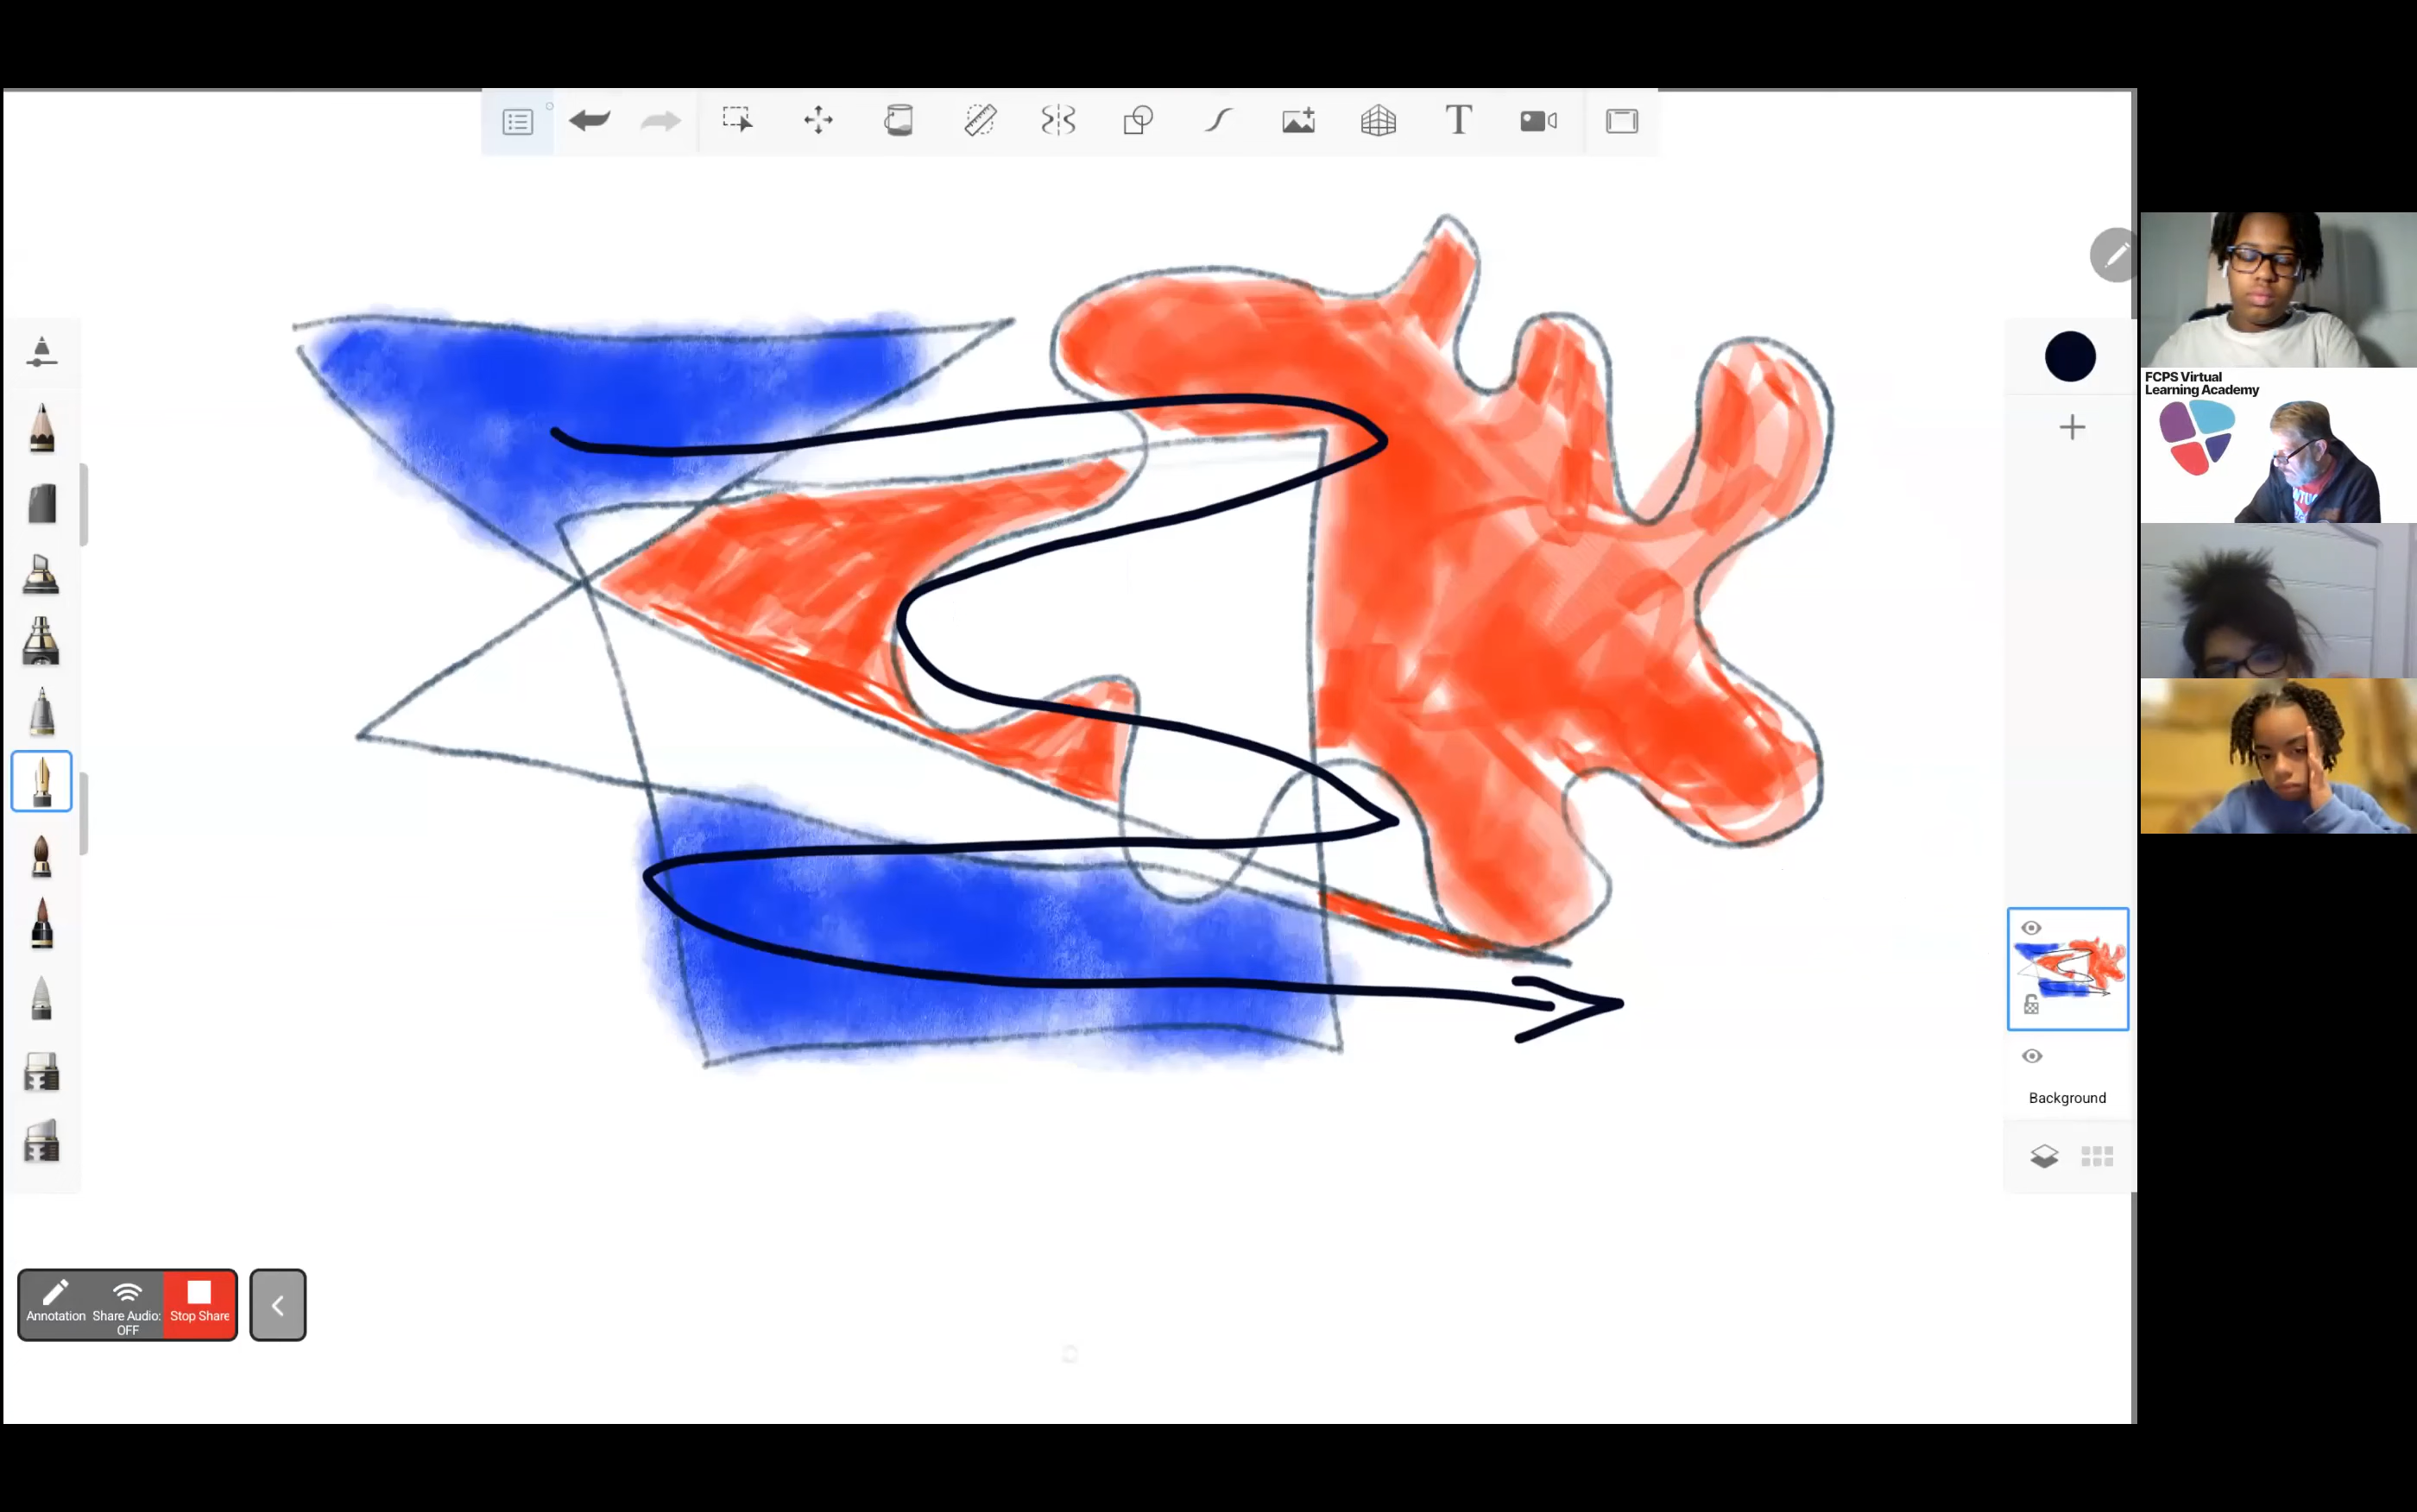 T
FCPS Virtual
Learning Academy
Background
Annotation
Share Audio:
OFF
Stop Share